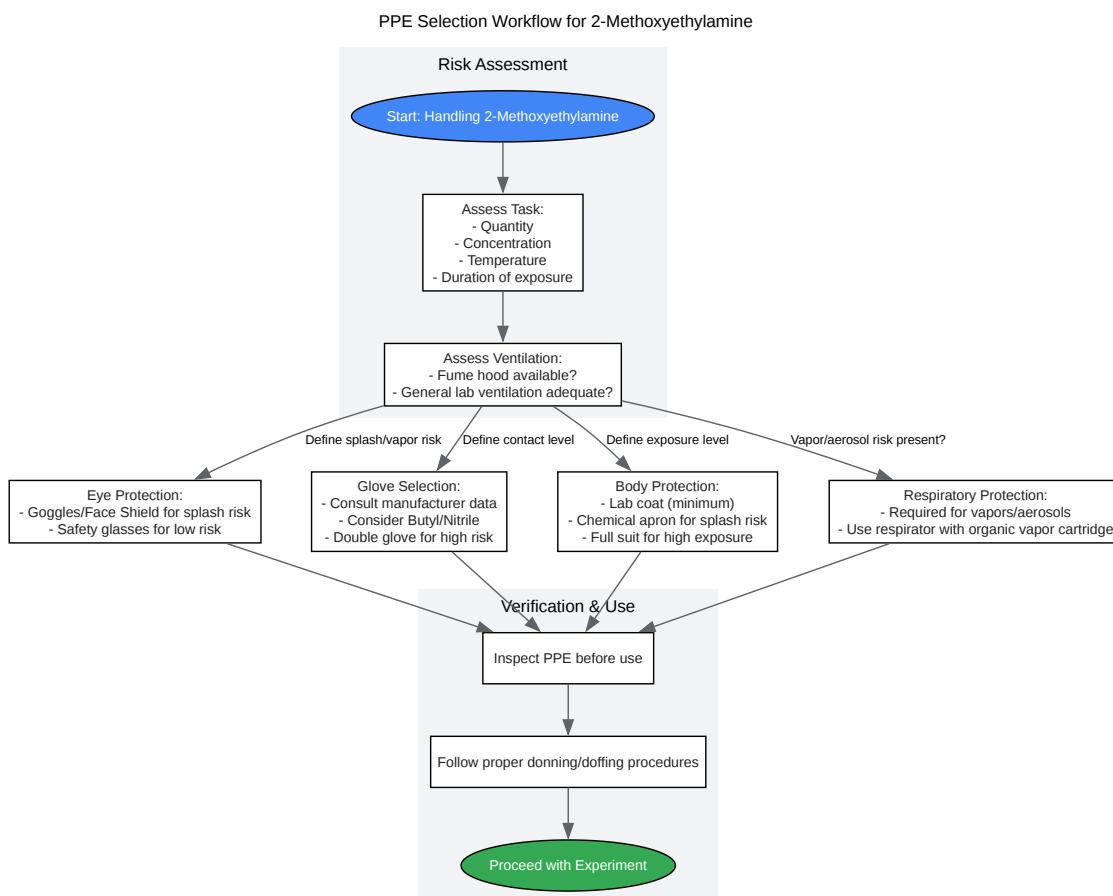 PPE Selection Workflow for 2-Methoxyethylamine
Risk Assessment
Start: Handling 2-Methoxyethylamine
Assess Task:
- Quantity
- Concentration
- Temperature
- Duration of exposure
Assess Ventilation:
- Fume hood available?
- General lab ventilation adequate?
Define splash/vapor risk
Define contact level
Define exposure level
Vapor/aerosol risk present?
Eye Protection:
- Goggles/Face Shield for splash risk
- Safety glasses for low risk
Glove Selection:
- Consult manufacturer data
- Consider Butyl/Nitrile
- Double glove for high risk
Body Protection:
- Lab coat (minimum)
- Chemical apron for splash risk
- Full suit for high exposure
Respiratory Protection:
- Required for vapors/aerosols
- Use respirator with organic vapor cartridge
Verification & Use
Inspect PPE before use
Follow proper donning/doffing procedures
Proceed with Experiment